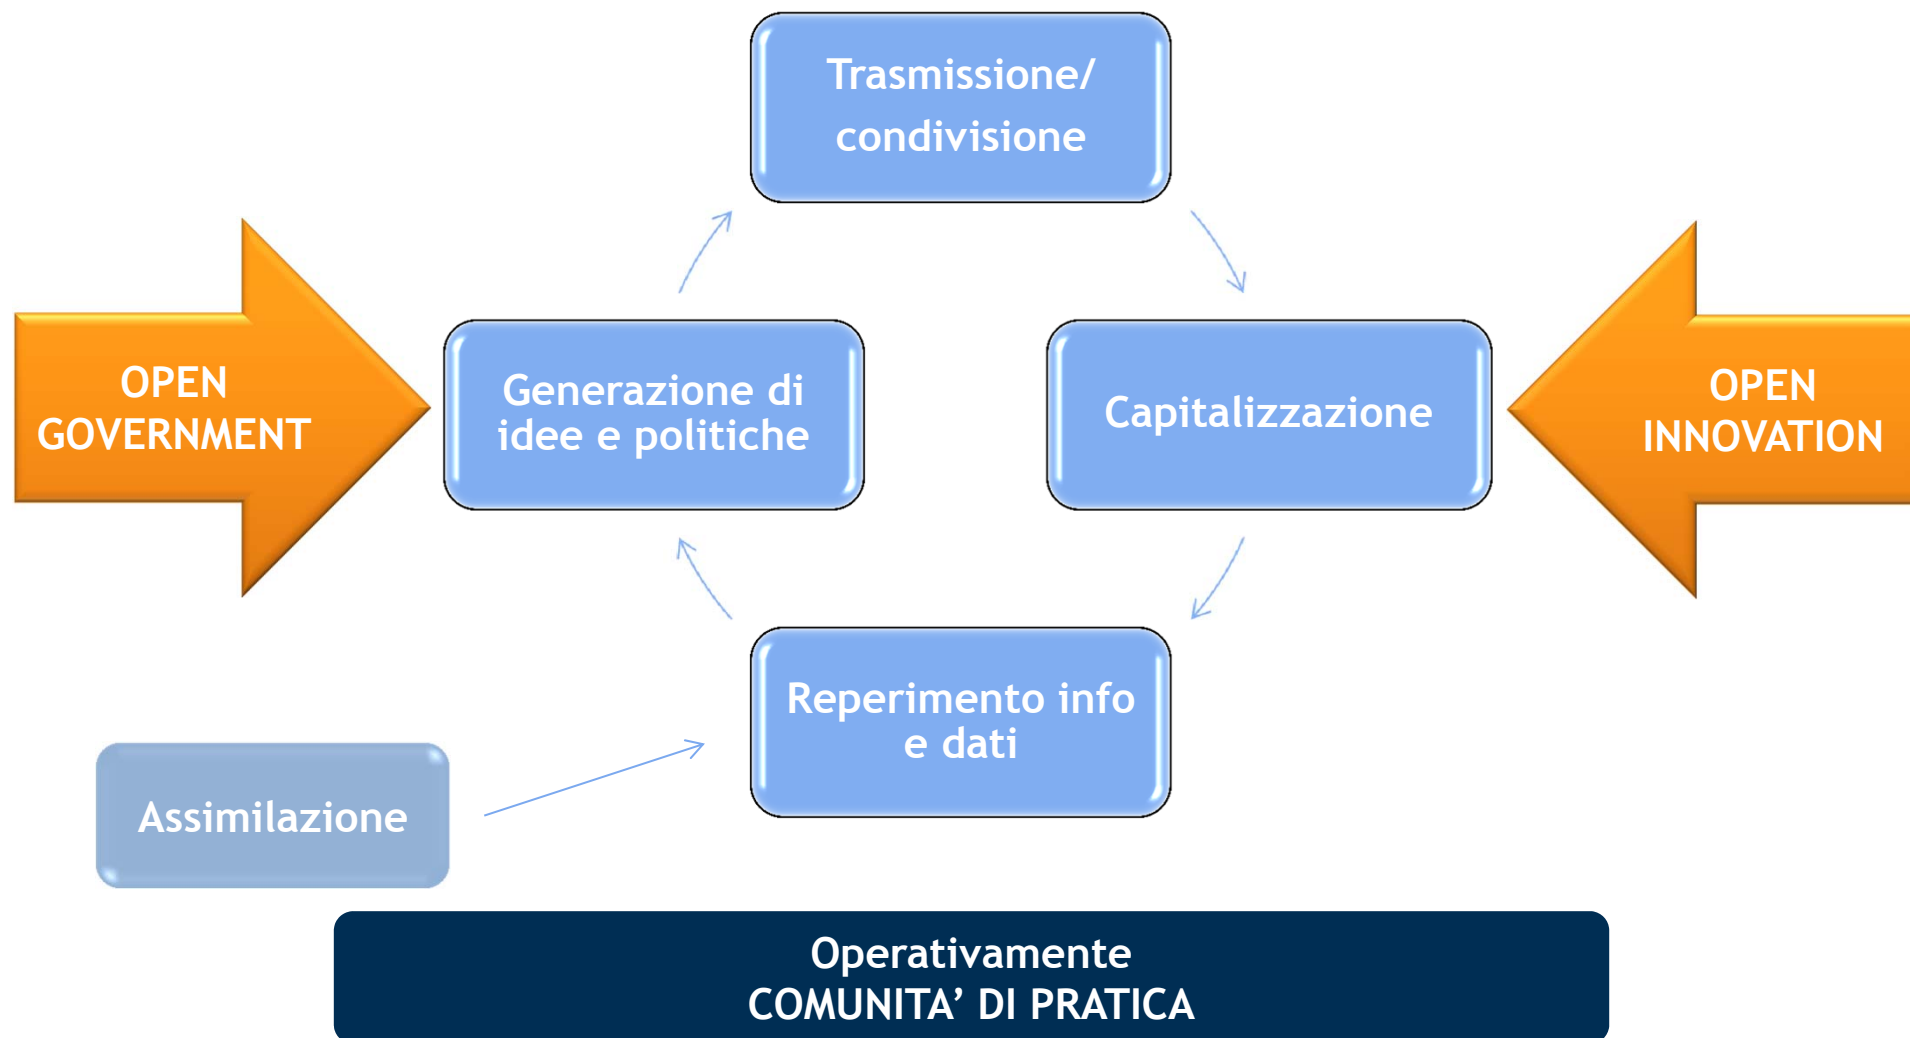 Trasmissione/
condivisione
OPEN
GOVERNMENT
Generazione di
idee e politiche
Capitalizzazione
OPEN
INNOVATION
Reperimento info
e dati
Assimilazione
Operativamente
COMUNITA’ DI PRATICA